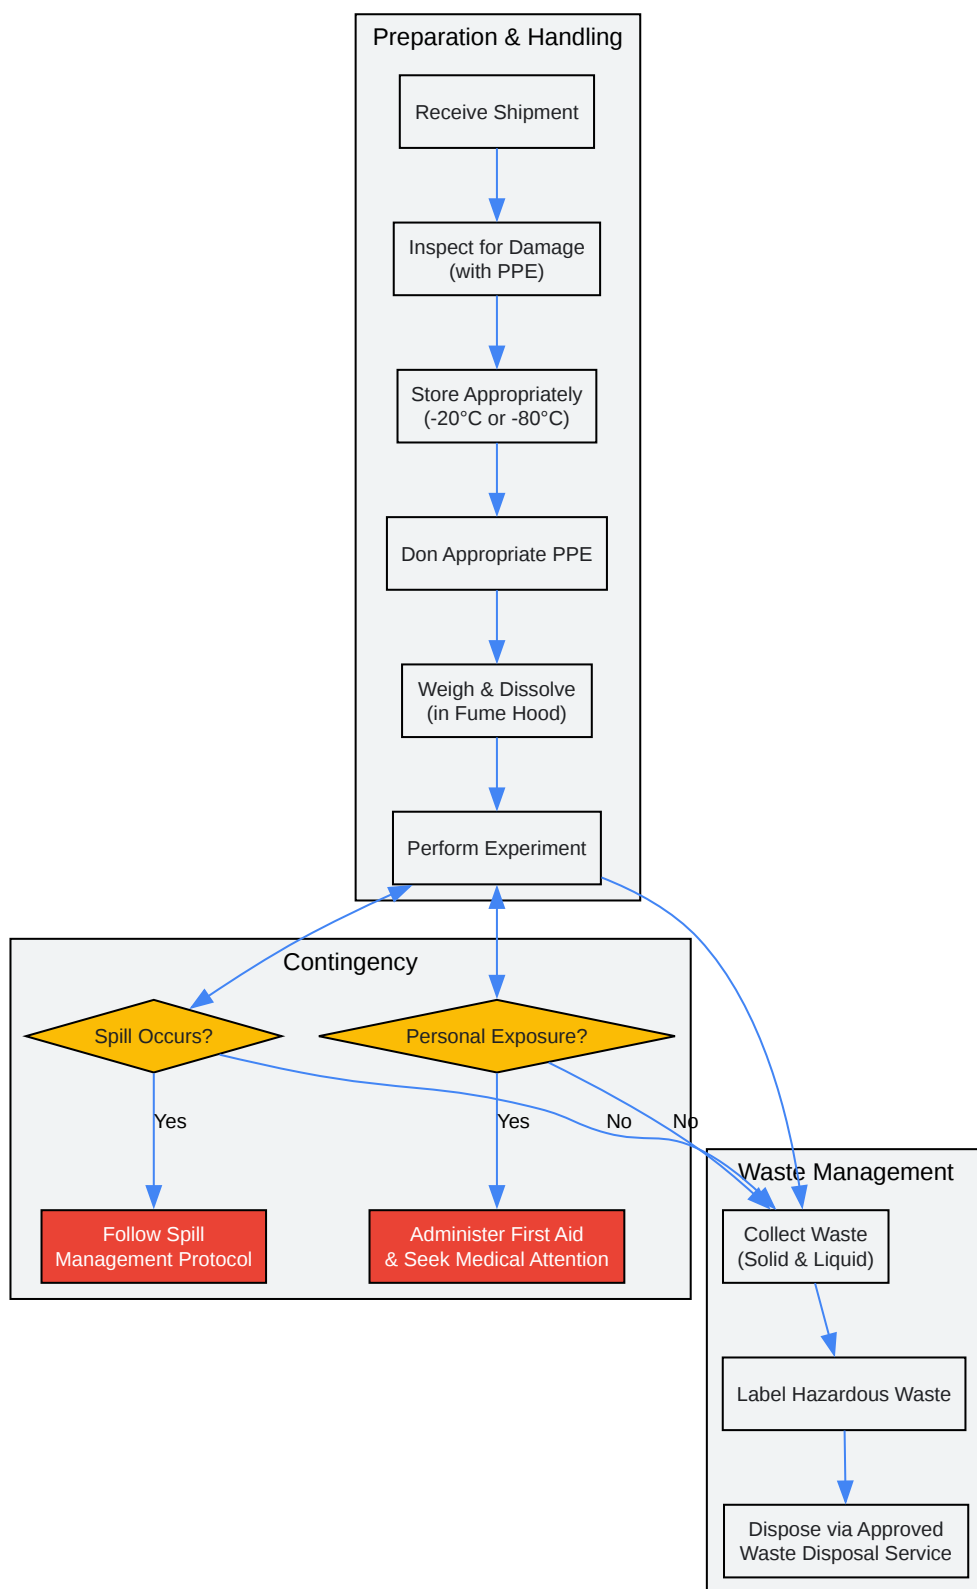 Preparation & Handling
Receive Shipment
Inspect for Damage
(with PPE)
Store Appropriately
(-20°C or -80°C)
Don Appropriate PPE
Weigh & Dissolve
(in Fume Hood)
Perform Experiment
Contingency
Spill Occurs?
Personal Exposure?
Yes
Yes
No
No
Follow Spill
Management Protocol
Administer First Aid
& Seek Medical Attention
Waste Management
Collect Waste
(Solid & Liquid)
Label Hazardous Waste
Dispose via Approved
Waste Disposal Service